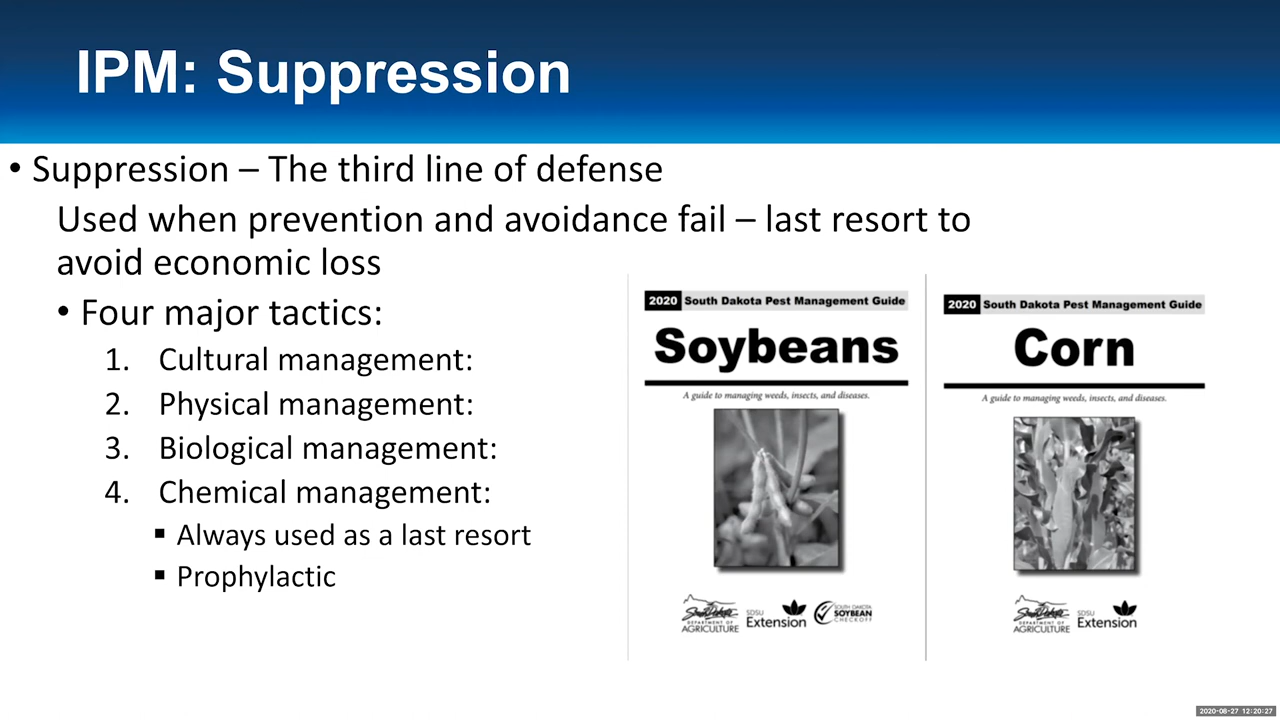 IPM: Suppression
• Suppression – The third line of defense
Used when prevention and avoidance fail – last resort to
avoid economic loss
• Four major tactics:
1. Cultural management:
2. Physical management:
3. Biological management:
4. Chemical management:
▪ Always used as a last resort
▪ Prophylactic
2020 South Dakota Pest Management Guide
Soybeans
A guide to managing weeds, insects, and diseases.
South Dakota
DEPARTMENT OF
AGRICULTURE
SDSU
Extension
SOUTH DAKOTA
SOYBEAN
CHECKOFF
2020 South Dakota Pest Management Guide
Corn
A guide to managing weeds, insects, and diseases.
South Dakota
DEPARTMENT OF
AGRICULTURE
SDSU
Extension
2020-08-27 12:20:27